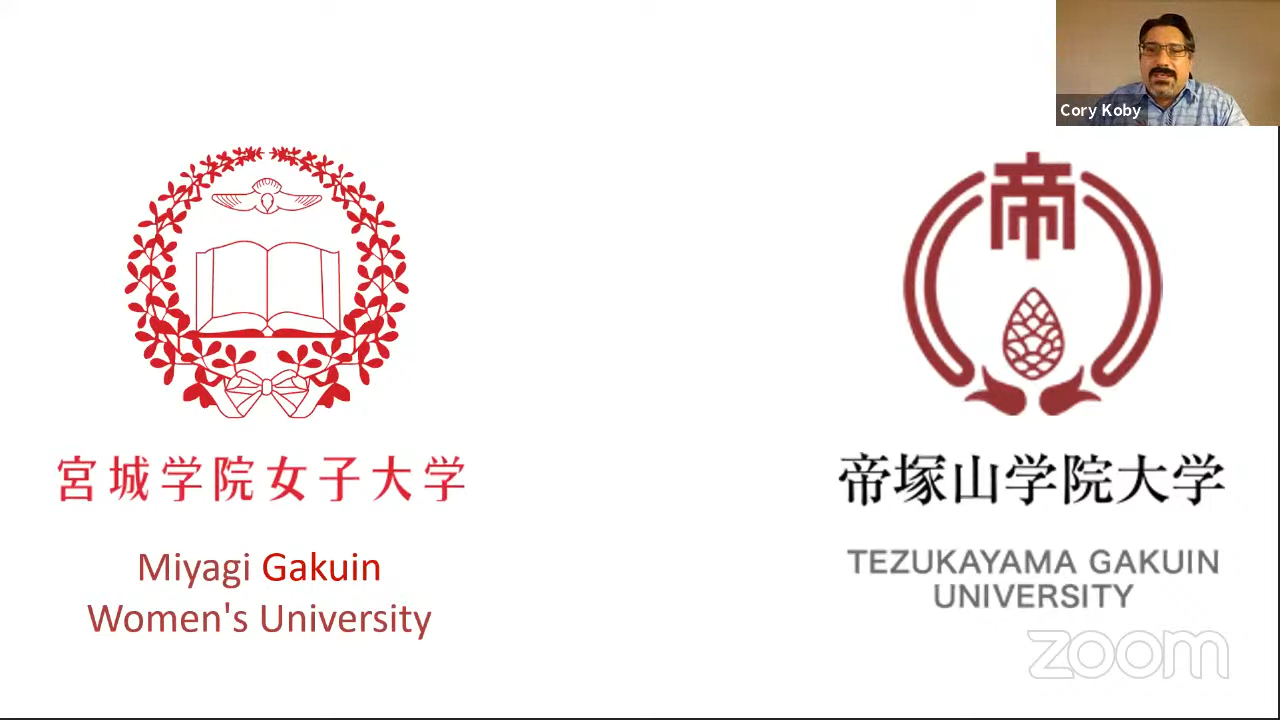 Cory Koby
帝
宮城学院女子大学
Miyagi Gakuin
Women's University
帝塚山学院大学
TEZUKAYAMA GAKUIN
UNIVERSITY
zoom